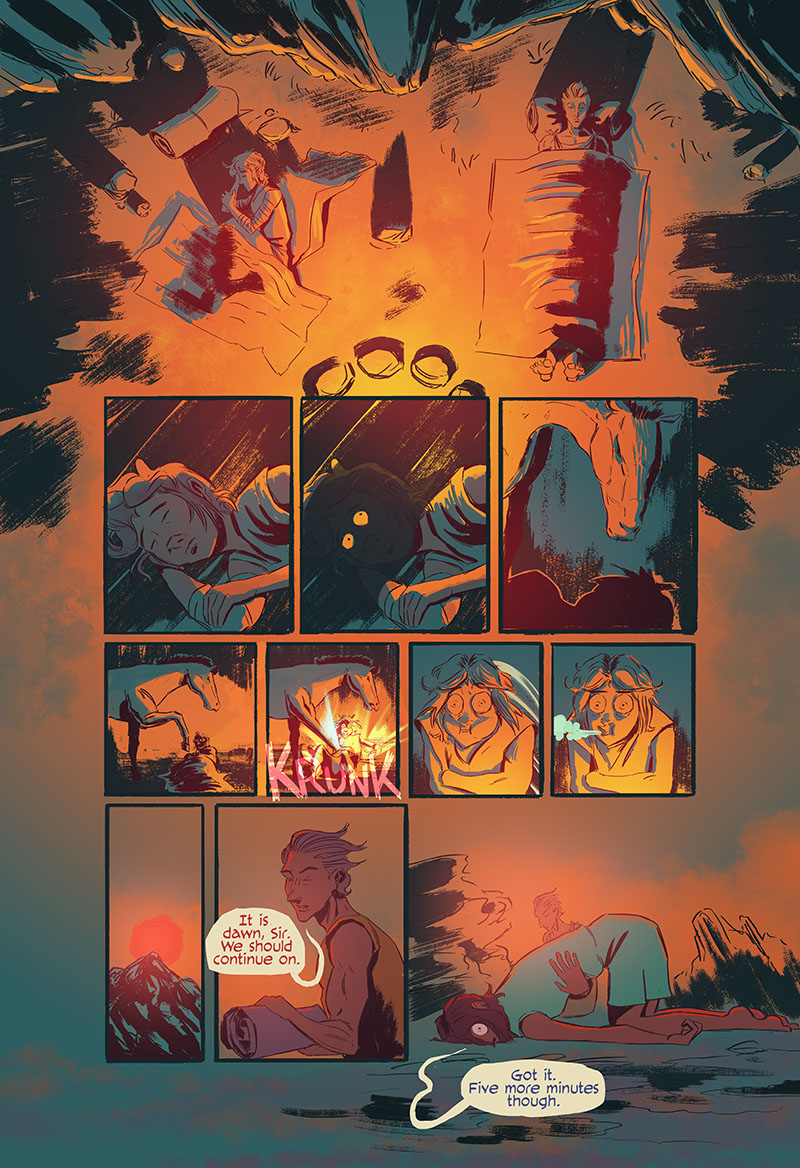 KRUNK
It is
dawn, Sir.
We should
continue on.
Got it.
Five more minutes
though.